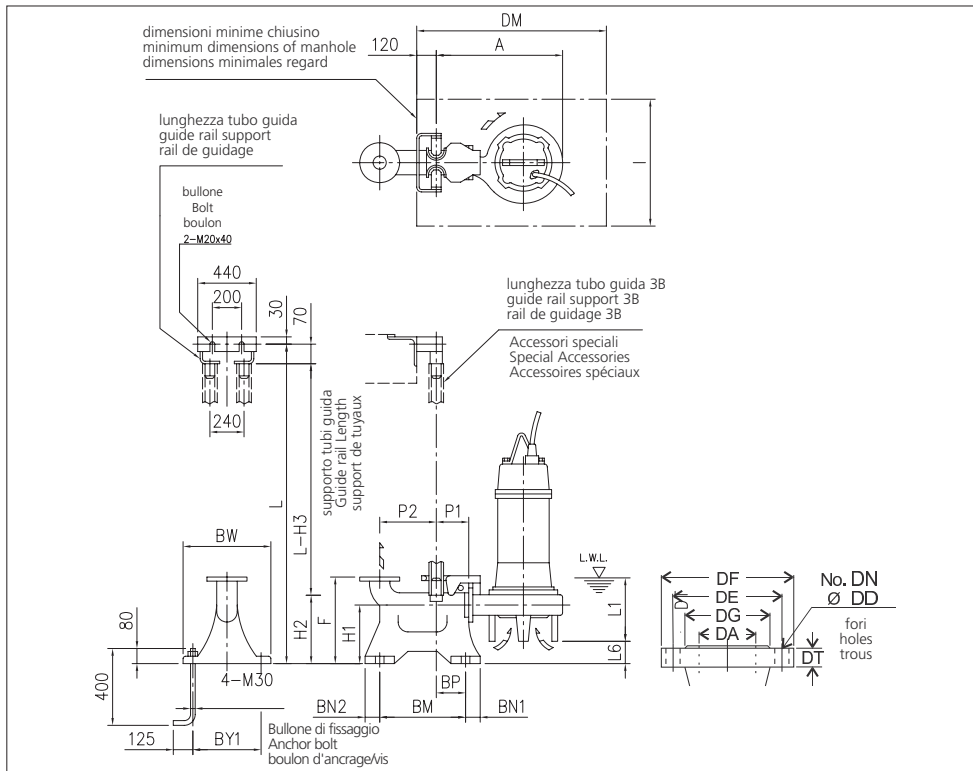 dimensioni minime chiusino
minimum dimensions of manhole
dimensions minimales regard
DM
120
A
I
lunghezza tubo guida
guide rail support
rail de guidage
bullone
Bolt
boulon
2-M20x40
440
200
30
70
240
lunghezza tubo guida 3B
guide rail support 3B
rail de guidage 3B
Accessori speciali
Special Accessories
Accessoires spéciaux
supporto tubi guida
Guide rail Length
support de tuyaux
L
L-H3
P2
P1
BW
L.W.L.
L1
L6
H2
F
H1
80
400
4-M30
125
BY1
BN2
BM
BP
BN1
Bullone di fissaggio
Anchor bolt
boulon d'ancrage/vis
DF
DE
DG
DA
DT
No. DN
Ø DD
fori
holes
trous